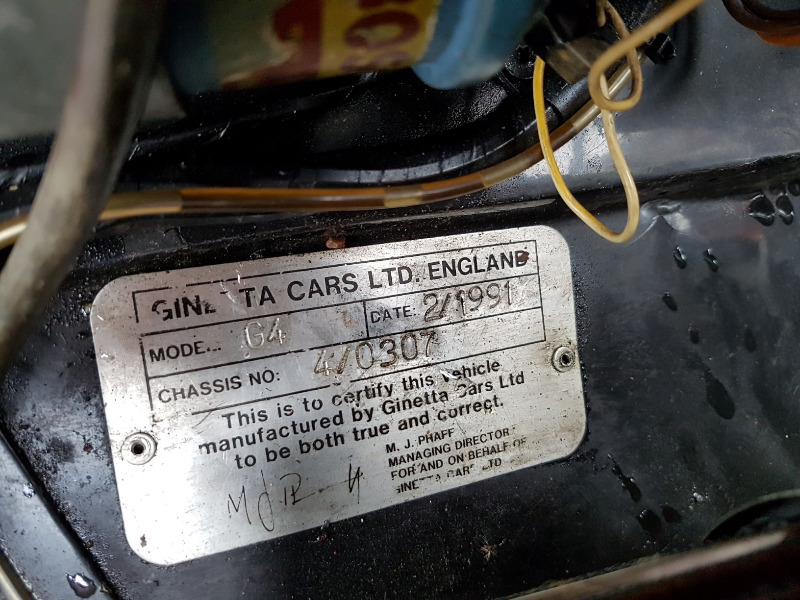 GINETTA CARS LTD. ENGLAND
MODEL: G4 DATE: 2/1991
CHASSIS NO: 4/0307
This is to certify this vehicle
manufactured by Ginetta Cars Ltd
to be both true and correct.
M. J. PHAFF
MANAGING DIRECTOR
FOR AND ON BEHALF OF
GINETTA CARS LTD